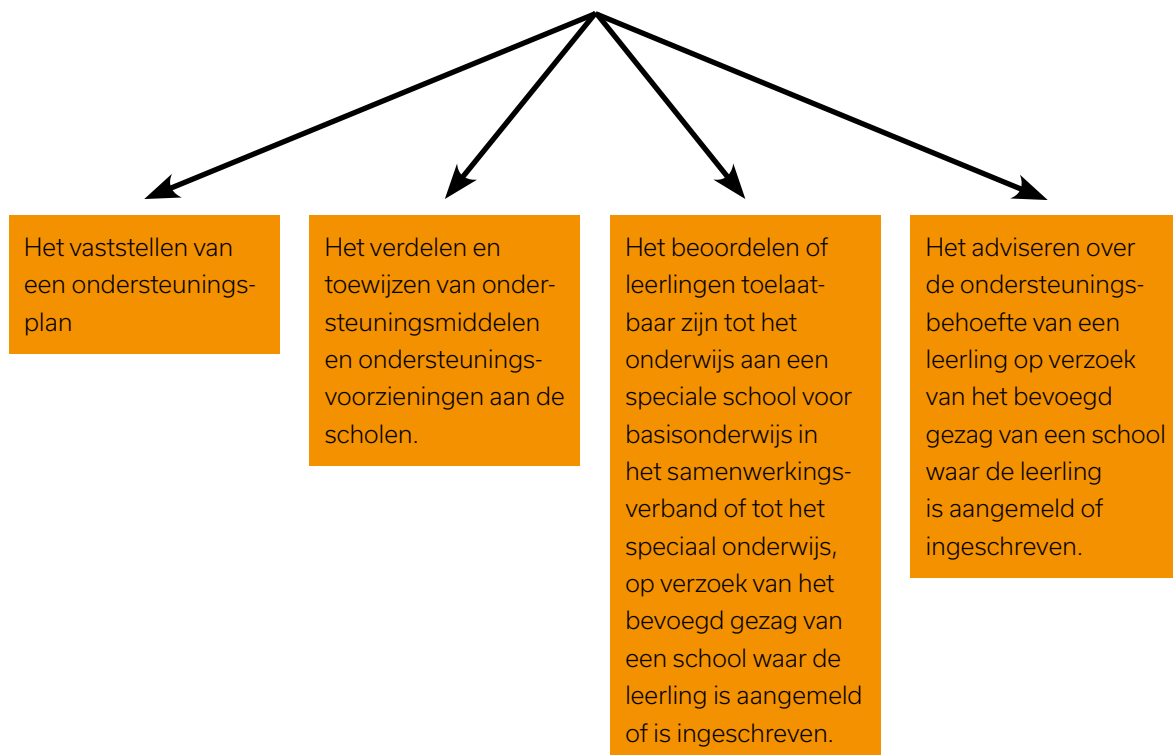 Het vaststellen van
een ondersteunings-
plan
Het verdelen en
toewijzen van onder-
steuningsmiddelen
en ondersteunings-
voorzieningen aan de
scholen.
Het beoordelen of
leerlingen toelaat-
baar zijn tot het
onderwijs aan een
speciale school voor
basisonderwijs in
het samenwerkings-
verband of tot het
speciaal onderwijs,
op verzoek van het
bevoegd gezag van
een school waar de
leerling is aangemeld
of is ingeschreven.
Het adviseren over
de ondersteunings-
behoefte van een
leerling op verzoek
van het bevoegd
gezag van een school
waar de leerling
is aangemeld of
ingeschreven.